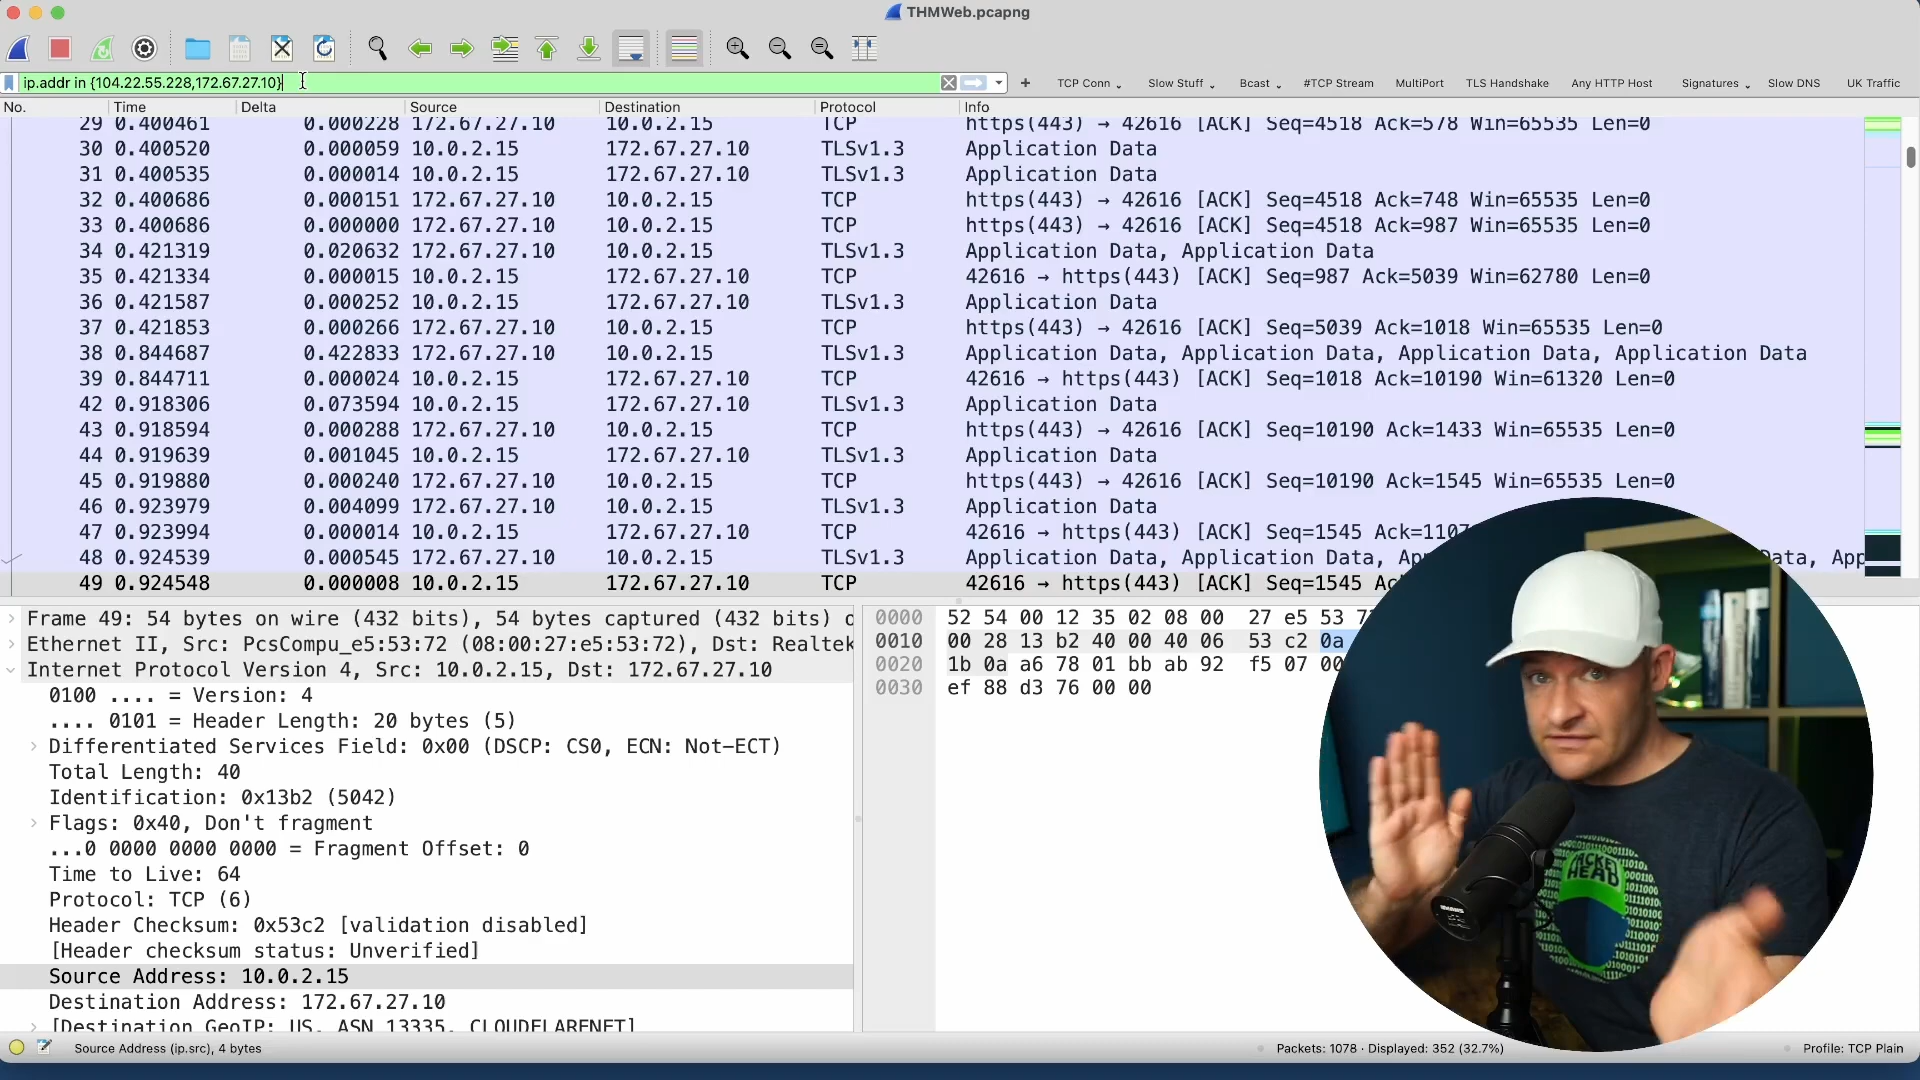 THMWeb.pcapng
ip.addr in {104.22.55.228,172.67.27.10}
TCP Conn Slow Stuff Bcast #TCP Stream MultiPort TLS Handshake Any HTTP Host Signatures Slow DNS UK Traffic
No. Time Delta Source Destination Protocol Info
29 0.400461 0.000228 172.67.27.10 10.0.2.15 TCP https(443) → 42616 [ACK] Seq=4518 Ack=578 Win=65535 Len=0
30 0.400520 0.000059 10.0.2.15 172.67.27.10 TLSv1.3 Application Data
31 0.400535 0.000014 10.0.2.15 172.67.27.10 TLSv1.3 Application Data
32 0.400686 0.000151 172.67.27.10 10.0.2.15 TCP https(443) → 42616 [ACK] Seq=4518 Ack=748 Win=65535 Len=0
33 0.400686 0.000000 172.67.27.10 10.0.2.15 TCP https(443) → 42616 [ACK] Seq=4518 Ack=987 Win=65535 Len=0
34 0.421319 0.020632 172.67.27.10 10.0.2.15 TLSv1.3 Application Data, Application Data
35 0.421334 0.000015 10.0.2.15 172.67.27.10 TCP 42616 → https(443) [ACK] Seq=987 Ack=5039 Win=62780 Len=0
36 0.421587 0.000252 10.0.2.15 172.67.27.10 TLSv1.3 Application Data
37 0.421853 0.000266 172.67.27.10 10.0.2.15 TCP https(443) → 42616 [ACK] Seq=5039 Ack=1018 Win=65535 Len=0
38 0.844687 0.422833 172.67.27.10 10.0.2.15 TLSv1.3 Application Data, Application Data, Application Data, Application Data
39 0.844711 0.000024 10.0.2.15 172.67.27.10 TCP 42616 → https(443) [ACK] Seq=1018 Ack=10190 Win=61320 Len=0
42 0.918306 0.073594 10.0.2.15 172.67.27.10 TLSv1.3 Application Data
43 0.918594 0.000288 172.67.27.10 10.0.2.15 TCP https(443) → 42616 [ACK] Seq=10190 Ack=1433 Win=65535 Len=0
44 0.919639 0.001045 10.0.2.15 172.67.27.10 TLSv1.3 Application Data
45 0.919880 0.000240 172.67.27.10 10.0.2.15 TCP https(443) → 42616 [ACK] Seq=10190 Ack=1545 Win=65535 Len=0
46 0.923979 0.004099 172.67.27.10 10.0.2.15 TLSv1.3 Application Data
47 0.923994 0.000014 10.0.2.15 172.67.27.10 TCP 42616 → https(443) [ACK] Seq=1545
48 0.924539 0.000545 172.67.27.10 10.0.2.15 TLSv1.3 Application Data, Application Data, Ap ata, App
49 0.924548 0.000008 10.0.2.15 172.67.27.10 TCP 42616 → https(443) [ACK] Seq=1545 Ac
Frame 49: 54 bytes on wire (432 bits), 54 bytes captured (432 bits) o
Ethernet II, Src: PcsCompu_e5:53:72 (08:00:27:e5:53:72), Dst: Realtek
Internet Protocol Version 4, Src: 10.0.2.15, Dst: 172.67.27.10
0100 .... = Version: 4
.... 0101 = Header Length: 20 bytes (5)
Differentiated Services Field: 0x00 (DSCP: CS0, ECN: Not-ECT)
Total Length: 40
Identification: 0x13b2 (5042)
Flags: 0x40, Don't fragment
...0 0000 0000 0000 = Fragment Offset: 0
Time to Live: 64
Protocol: TCP (6)
Header Checksum: 0x53c2 [validation disabled]
[Header checksum status: Unverified]
Source Address: 10.0.2.15
Destination Address: 172.67.27.10
[Destination GeoIP: US, ASN 13335, CLOUDFLARENET]
0000 52 54 00 12 35 02 08 00 27 e5 53 7
0010 00 28 13 b2 40 00 40 06 53 c2 0a
0020 1b 0a a6 78 01 bb ab 92 f5 07 00
0030 ef 88 d3 76 00 00
PACKET
HEAD
Source Address (ip.src), 4 bytes
Packets: 1078 · Displayed: 352 (32.7%)
Profile: TCP Plain